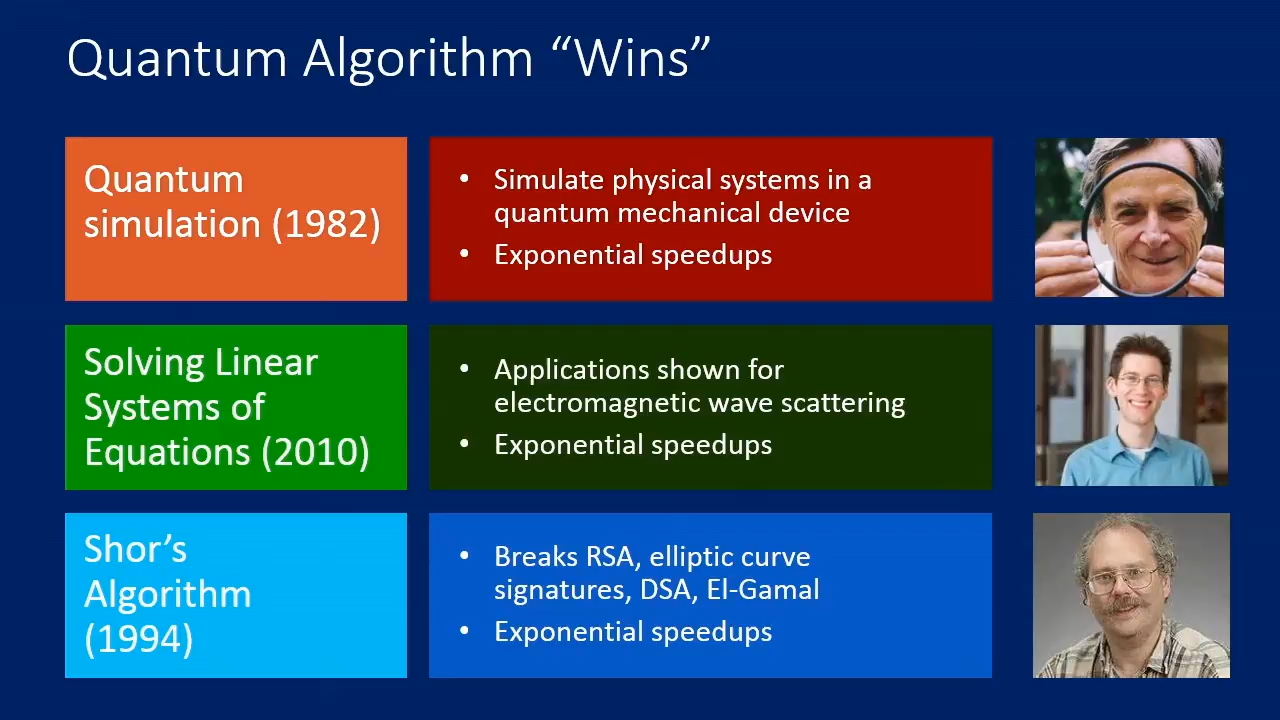 Quantum Algorithm “Wins”
Quantum
simulation (1982)
• Simulate physical systems in a
quantum mechanical device
• Exponential speedups
Solving Linear
Systems of
Equations (2010)
• Applications shown for
electromagnetic wave scattering
• Exponential speedups
Shor’s
Algorithm
(1994)
• Breaks RSA, elliptic curve
signatures, DSA, El-Gamal
• Exponential speedups